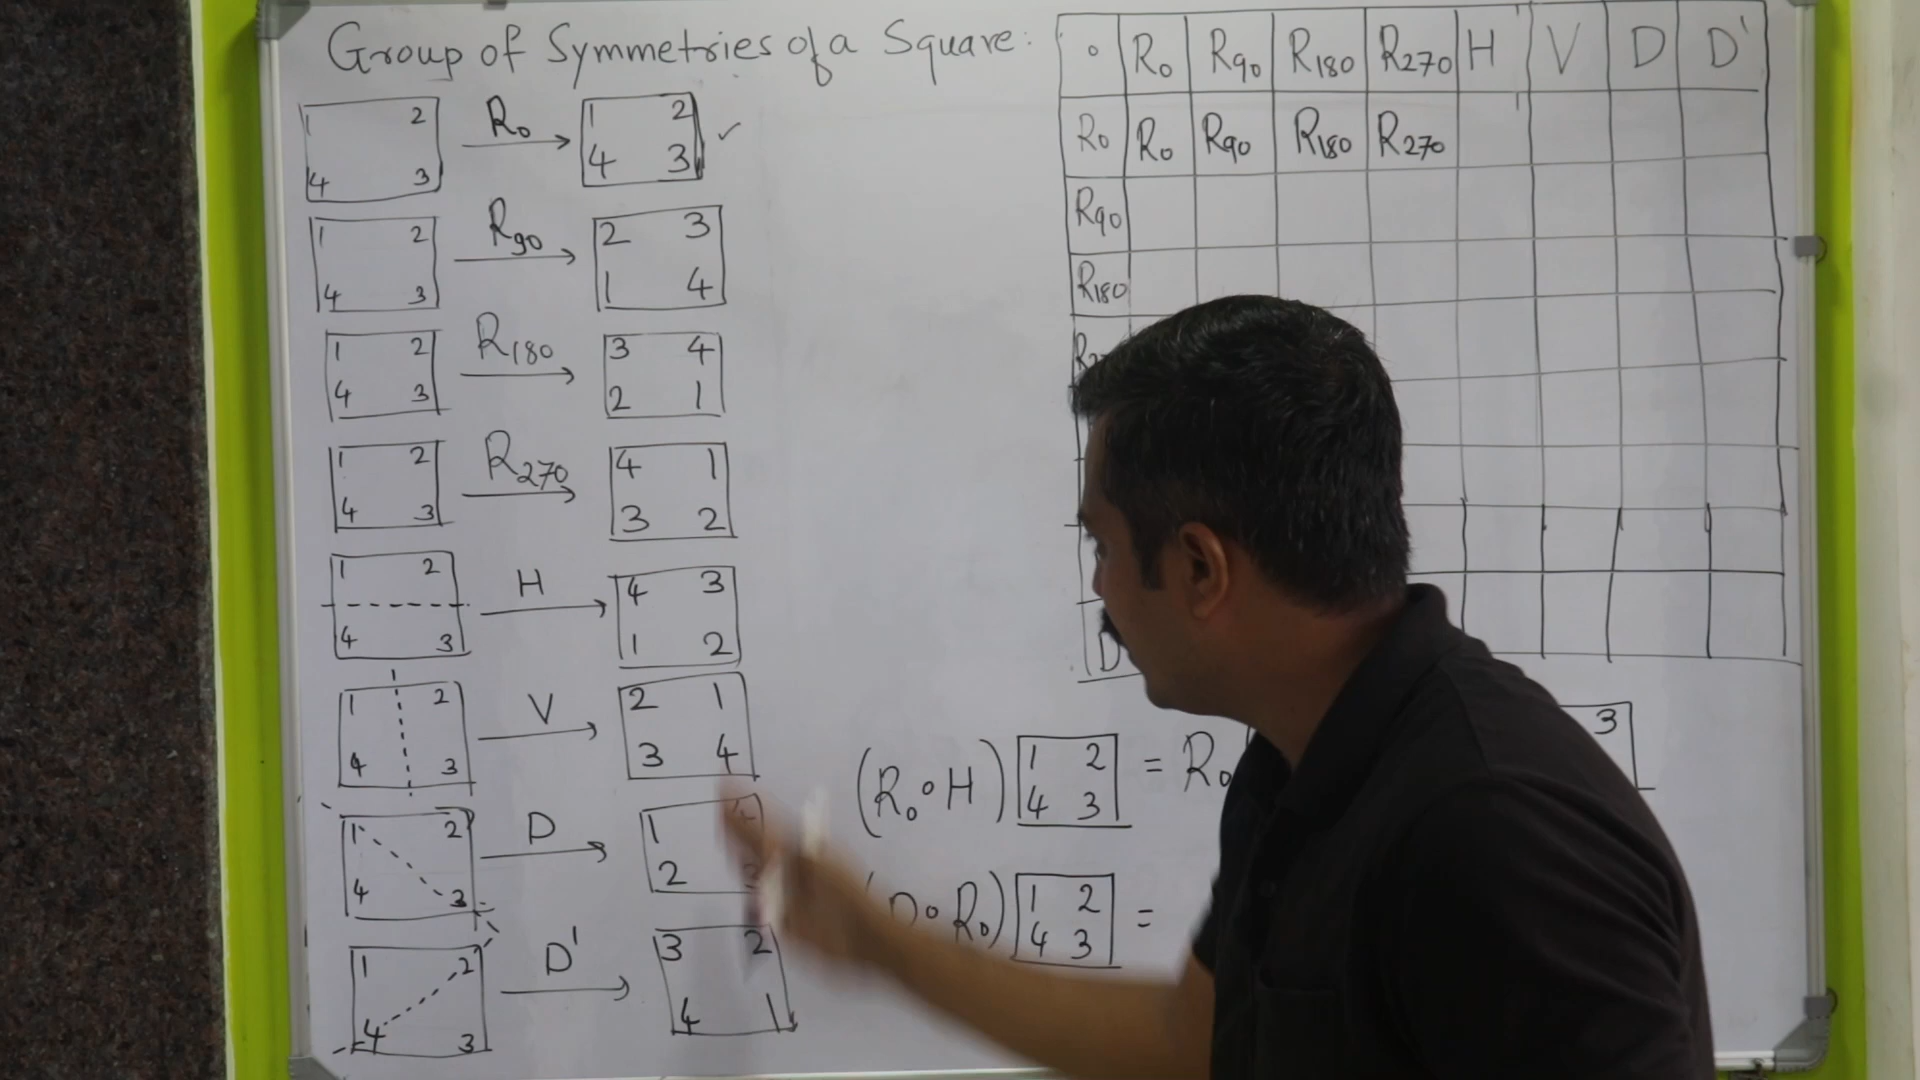 Group of Symmetries of a Square:
1 2 R₀ 1 2 ✓
4 3 4 3
1 2 R₉₀ 2 3
4 3 1 4
1 2 R₁₈₀ 3 4
4 3 2 1
1 2 R₂₇₀ 4 1
4 3 3 2
1 2 H 4 3
4 3 1 2
1 2 V 2 1
4 3 3 4
1 2 D 1
4 3 2
1 2 D' 3 2
4 3 4 1
∘ R₀ R₉₀ R₁₈₀ R₂₇₀ H V D D'
R₀ R₀ R₉₀ R₁₈₀ R₂₇₀
R₉₀
R₁₈₀
D
(R₀∘H) 1 2 = R₀ 3
4 3
∘R₀) 1 2 =
4 3